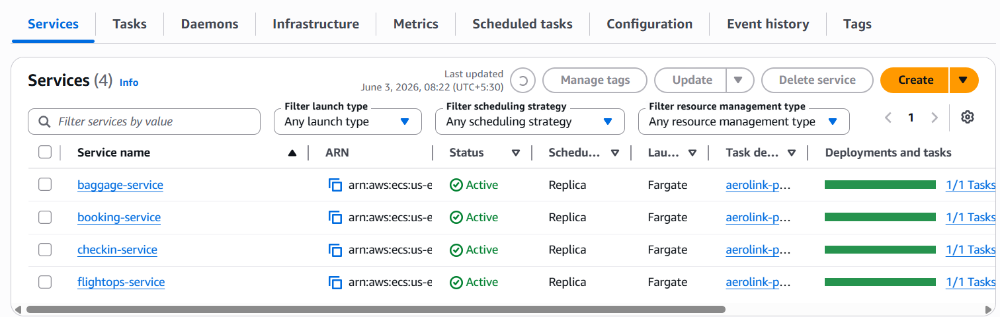 Services Tasks Daemons Infrastructure Metrics Scheduled tasks Configuration Event history Tags
Services (4) Info
Last updated
June 3, 2026, 08:22 (UTC+5:30)
Manage tags Update Delete service Create
Filter launch type Filter scheduling strategy Filter resource management type
Filter services by value Any launch type Any scheduling strategy Any resource management type 1
Service name ARN Status Schedu... Lau... Task de... Deployments and tasks
baggage-service arn:aws:ecs:us-e Active Replica Fargate aerolink-p... 1/1 Tasks
booking-service arn:aws:ecs:us-e Active Replica Fargate aerolink-p... 1/1 Tasks
checkin-service arn:aws:ecs:us-e Active Replica Fargate aerolink-p... 1/1 Tasks
flightops-service arn:aws:ecs:us-e Active Replica Fargate aerolink-p... 1/1 Tasks